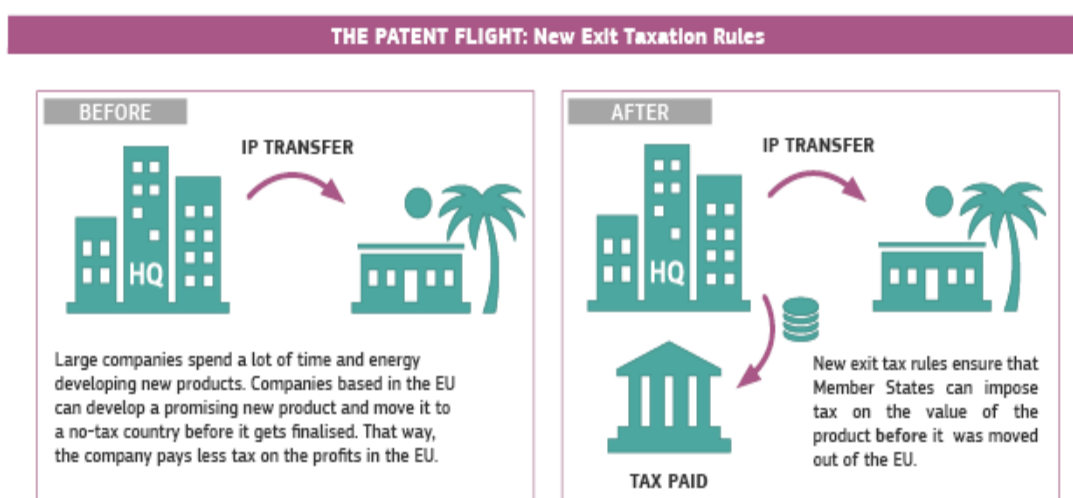 THE PATENT FLIGHT: New Exit Taxation Rules
BEFORE
IP TRANSFER
HQ
Large companies spend a lot of time and energy
developing new products. Companies based in the EU
can develop a promising new product and move it to
a no-tax country before it gets finalised. That way,
the company pays less tax on the profits in the EU.
AFTER
IP TRANSFER
HQ
New exit tax rules ensure that
Member States can impose
tax on the value of the
product before it was moved
out of the EU.
TAX PAID